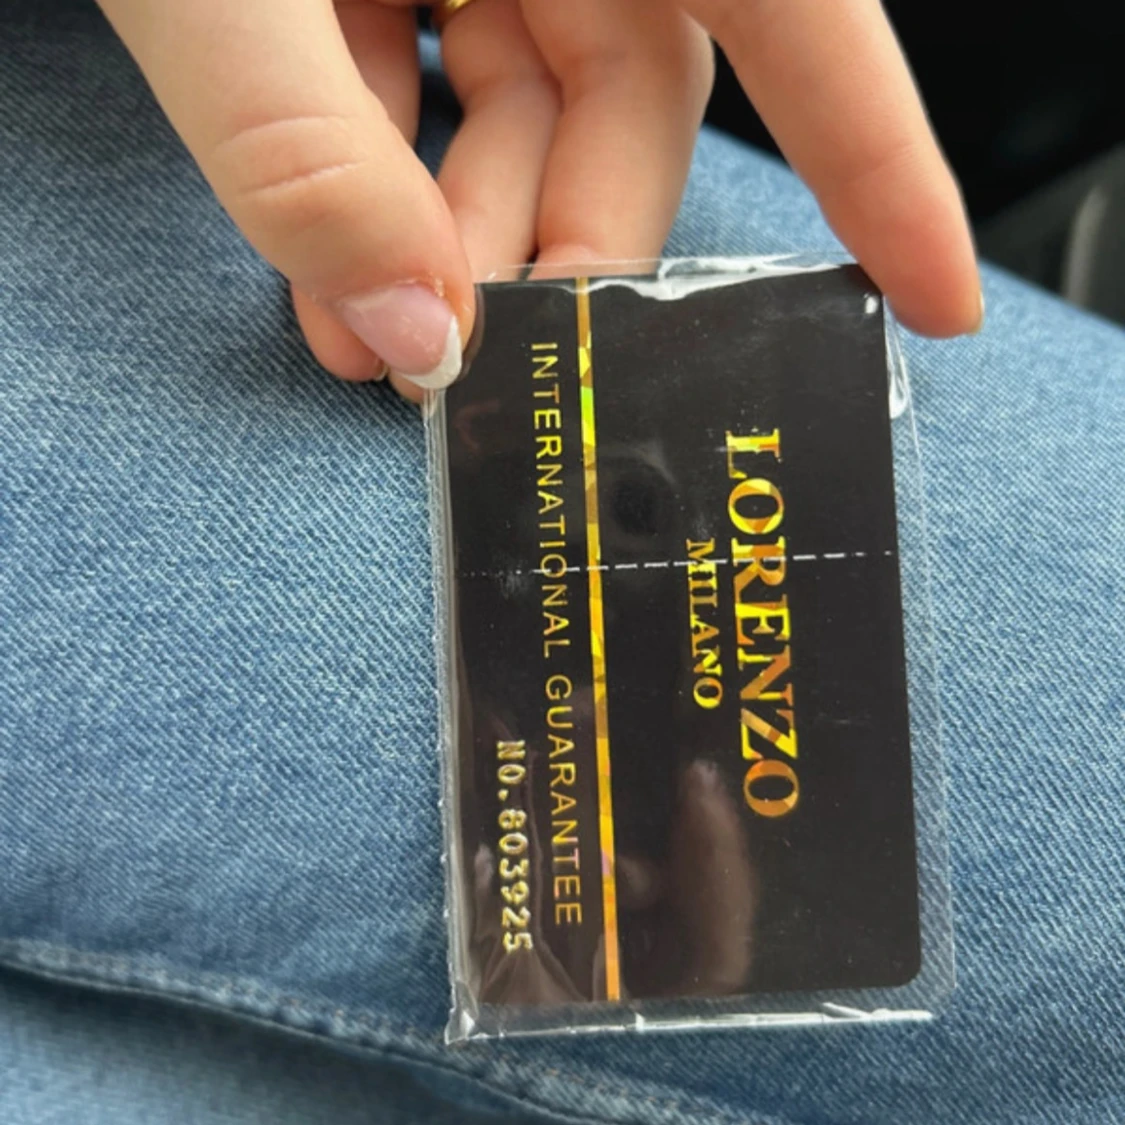 LORENZO
MILANO
INTERNATIONAL GUARANTEE
NO.803925